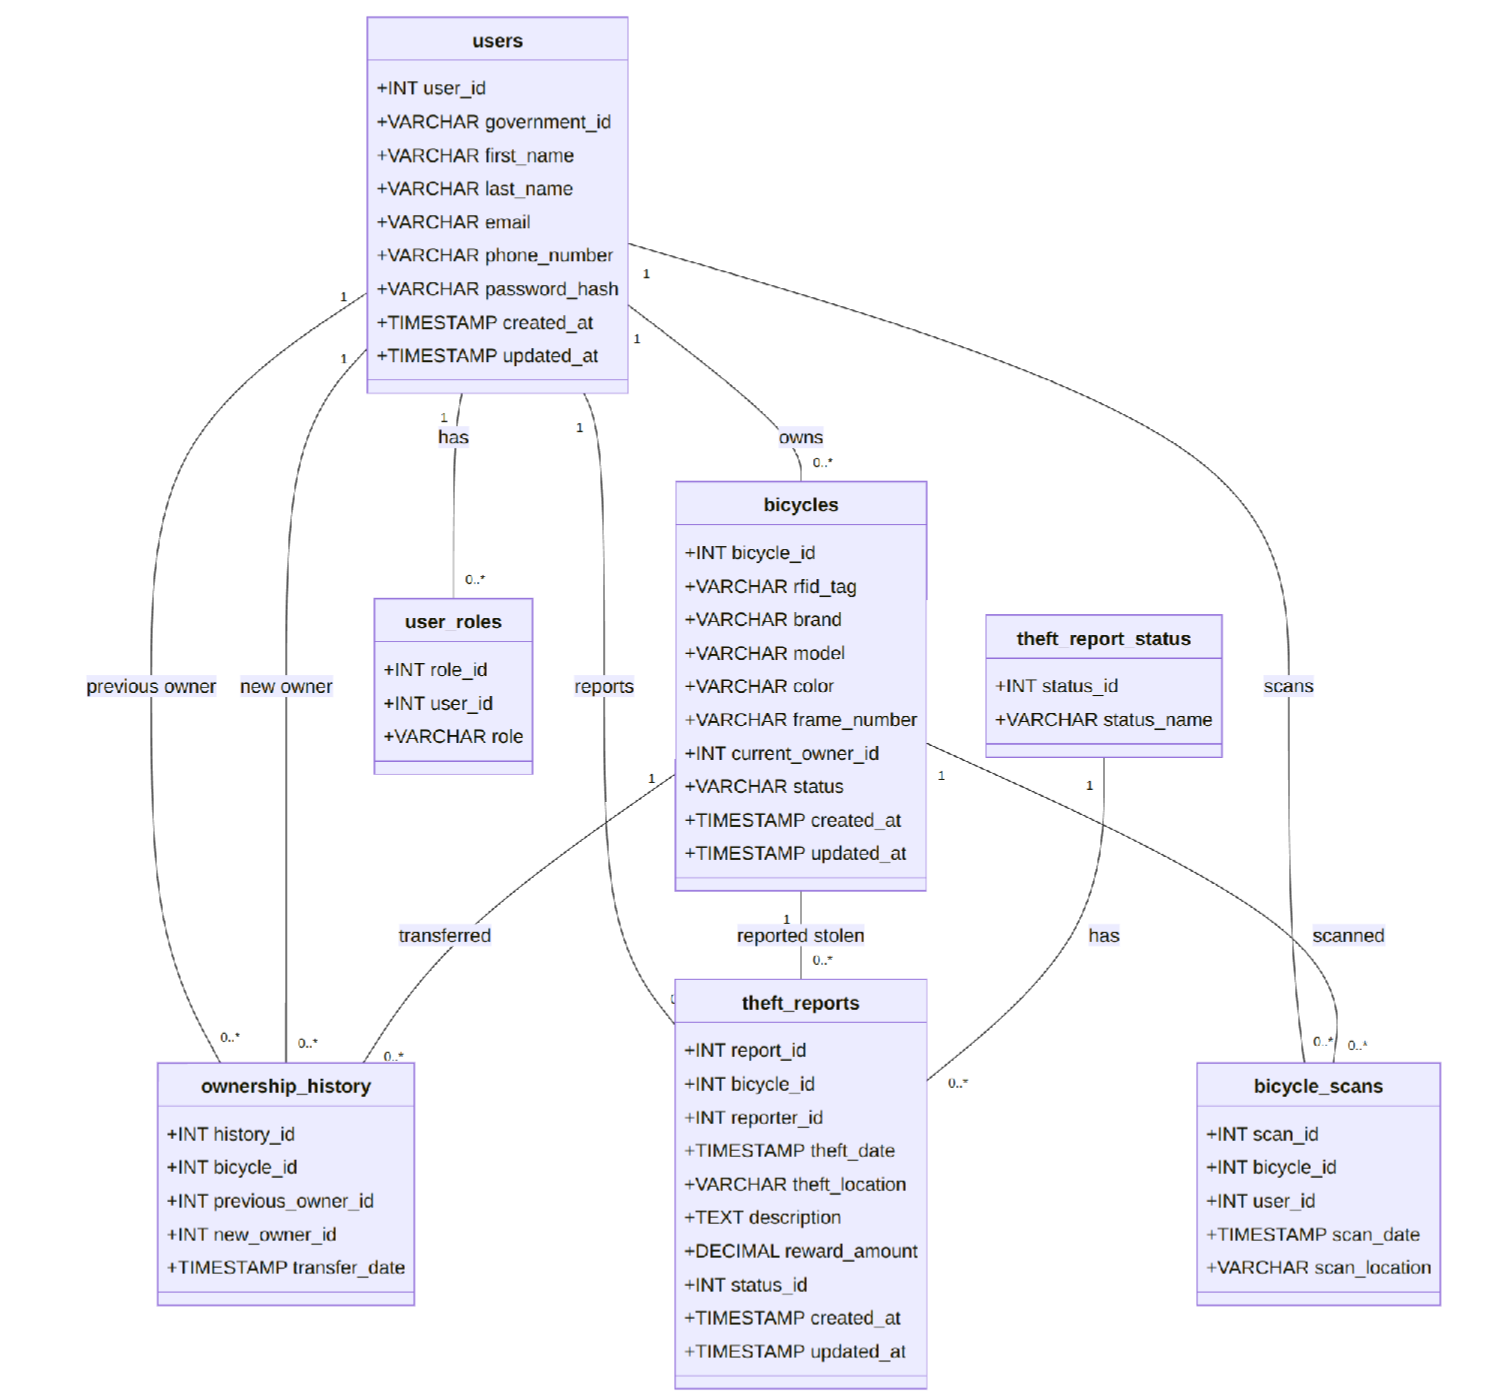 users
+INT user_id
+VARCHAR government_id
+VARCHAR first_name
+VARCHAR last_name
+VARCHAR email
+VARCHAR phone_number
+VARCHAR password_hash
+TIMESTAMP created_at
+TIMESTAMP updated_at
1
1
1
1
1
1
has
owns
0..*
0..*
bicycles
+INT bicycle_id
+VARCHAR rfid_tag
+VARCHAR brand
+VARCHAR model
+VARCHAR color
+VARCHAR frame_number
+INT current_owner_id
+VARCHAR status
+TIMESTAMP created_at
+TIMESTAMP updated_at
user_roles
+INT role_id
+INT user_id
+VARCHAR role
theft_report_status
+INT status_id
+VARCHAR status_name
previous owner
new owner
reports
scans
1
1
1
1
transferred
reported stolen
has
scanned
0..*
0..*
0..*
0..*
0..*
0..*
0..*
ownership_history
+INT history_id
+INT bicycle_id
+INT previous_owner_id
+INT new_owner_id
+TIMESTAMP transfer_date
theft_reports
+INT report_id
+INT bicycle_id
+INT reporter_id
+TIMESTAMP theft_date
+VARCHAR theft_location
+TEXT description
+DECIMAL reward_amount
+INT status_id
+TIMESTAMP created_at
+TIMESTAMP updated_at
bicycle_scans
+INT scan_id
+INT bicycle_id
+INT user_id
+TIMESTAMP scan_date
+VARCHAR scan_location